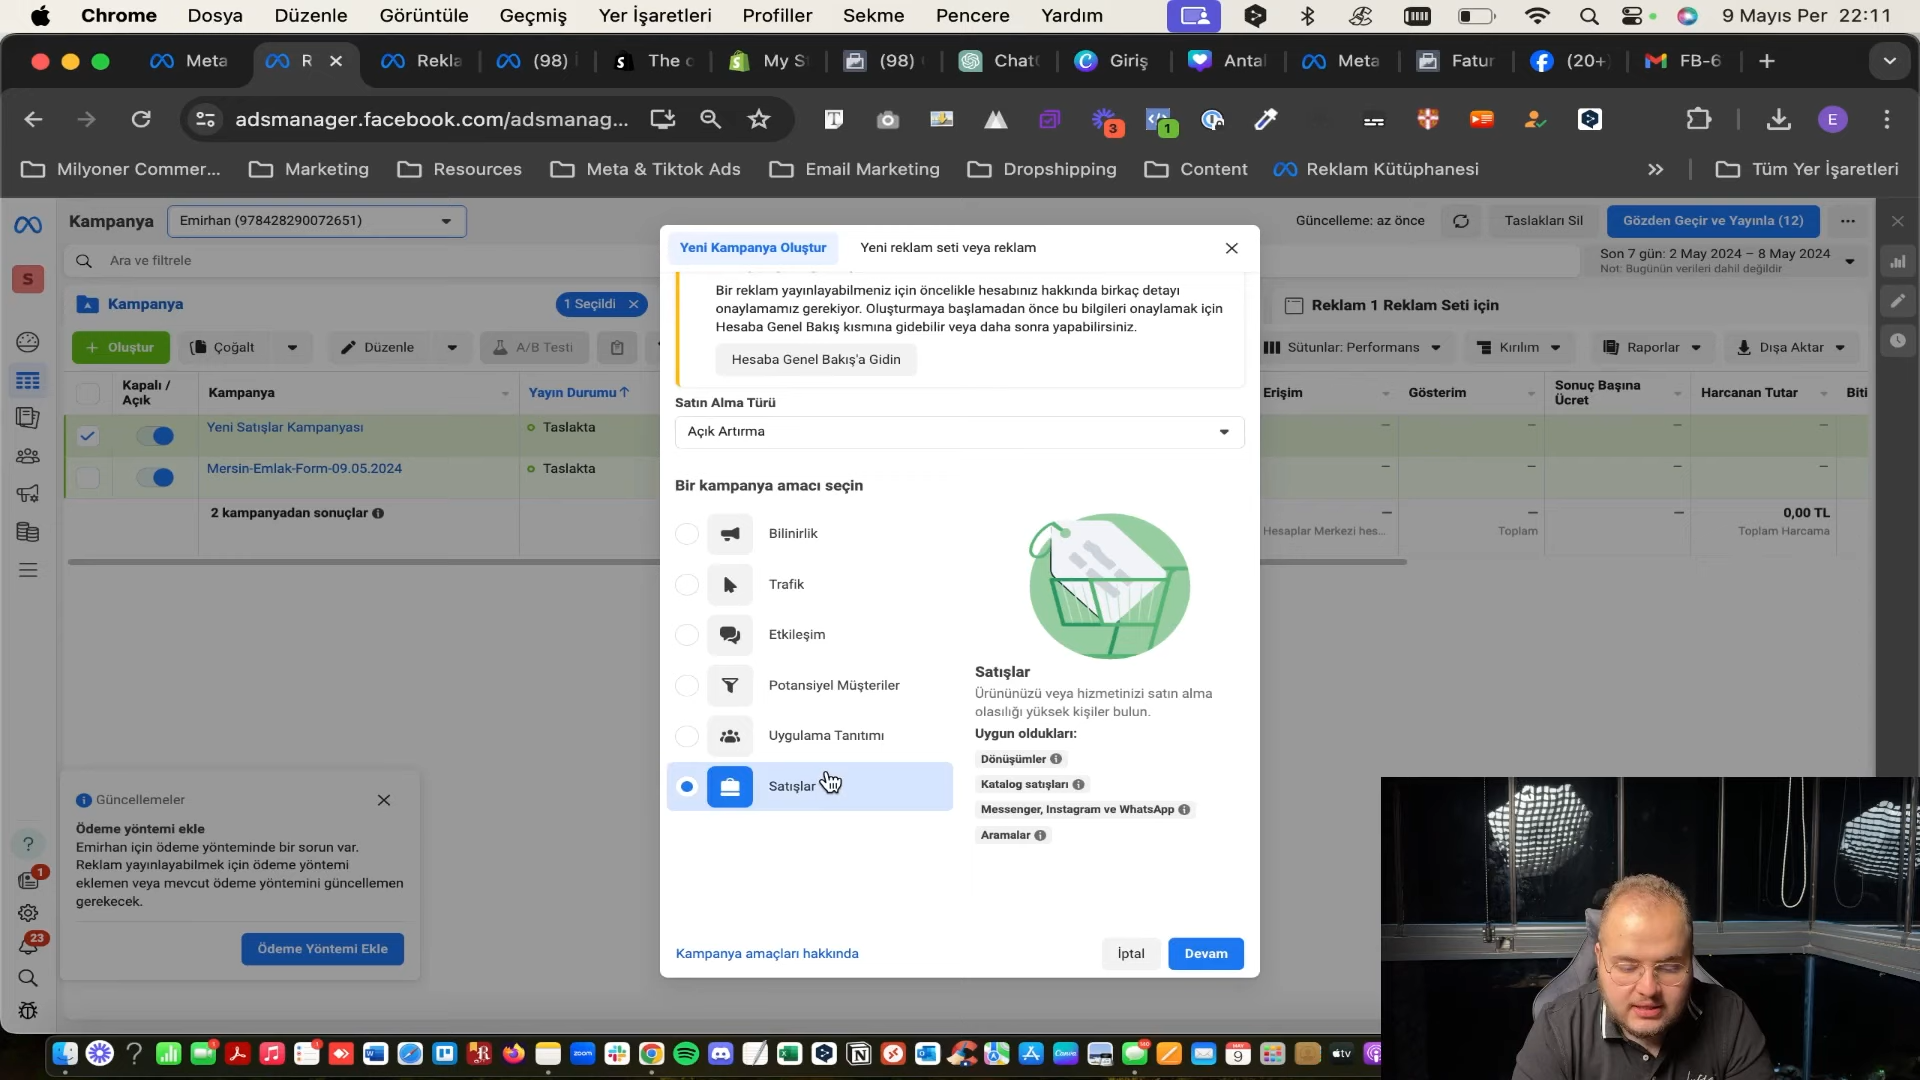 Chrome Dosya Düzenle Görüntüle Geçmiş Yer İşaretleri Profiller Sekme Pencere Yardım 9 Mayıs Per 22:11
Meta R Rekla (98) The My S (98) Chat Giriş Antal Meta Fatur (20+ FB-6
adsmanager.facebook.com/adsmanag... 3 1 E
Milyoner Commer... Marketing Resources Meta & Tiktok Ads Email Marketing Dropshipping Content Reklam Kütüphanesi Tüm Yer İşaretleri
Kampanya Emirhan (978428290072651) Güncelleme: az önce Taslakları Sil Gözden Geçir ve Yayınla (12)
Ara ve filtrele
Son 7 gün: 2 May 2024 – 8 May 2024
Not: Bugünün verileri dahil değildir
S
Kampanya 1 Seçildi Reklam 1 Reklam Seti için
Oluştur Çoğalt Düzenle A/B Testi Sütunlar: Performans Kırılım Raporlar Dışa Aktar
Kapalı / Açık Kampanya Yayın Durumu Erişim Gösterim Sonuç Başına Ücret Harcanan Tutar Biti
Yeni Satışlar Kampanyası Taslakta – – – –
Mersin-Emlak-Form-09.05.2024 Taslakta – – – –
2 kampanyadan sonuçlar – – – 0,00 TL
Hesaplar Merkezi hes... Toplam Toplam Harcama
Yeni Kampanya Oluştur Yeni reklam seti veya reklam
Bir reklam yayınlayabilmeniz için öncelikle hesabınız hakkında birkaç detayı
onaylamamız gerekiyor. Oluşturmaya başlamadan önce bu bilgileri onaylamak için
Hesaba Genel Bakış kısmına gidebilir veya daha sonra yapabilirsiniz.
Hesaba Genel Bakış'a Gidin
Satın Alma Türü
Açık Artırma
Bir kampanya amacı seçin
Bilinirlik
Trafik
Etkileşim
Potansiyel Müşteriler
Uygulama Tanıtımı
Satışlar
Satışlar
Ürününüzü veya hizmetinizi satın alma
olasılığı yüksek kişiler bulun.
Uygun oldukları:
Dönüşümler
Katalog satışları
Messenger, Instagram ve WhatsApp
Aramalar
Kampanya amaçları hakkında İptal Devam
Güncellemeler
Ödeme yöntemi ekle
Emirhan için ödeme yönteminde bir sorun var.
Reklam yayınlayabilmek için ödeme yöntemi
eklemen veya mevcut ödeme yöntemini güncellemen
gerekecek.
Ödeme Yöntemi Ekle
1
23
zoom
9
tv